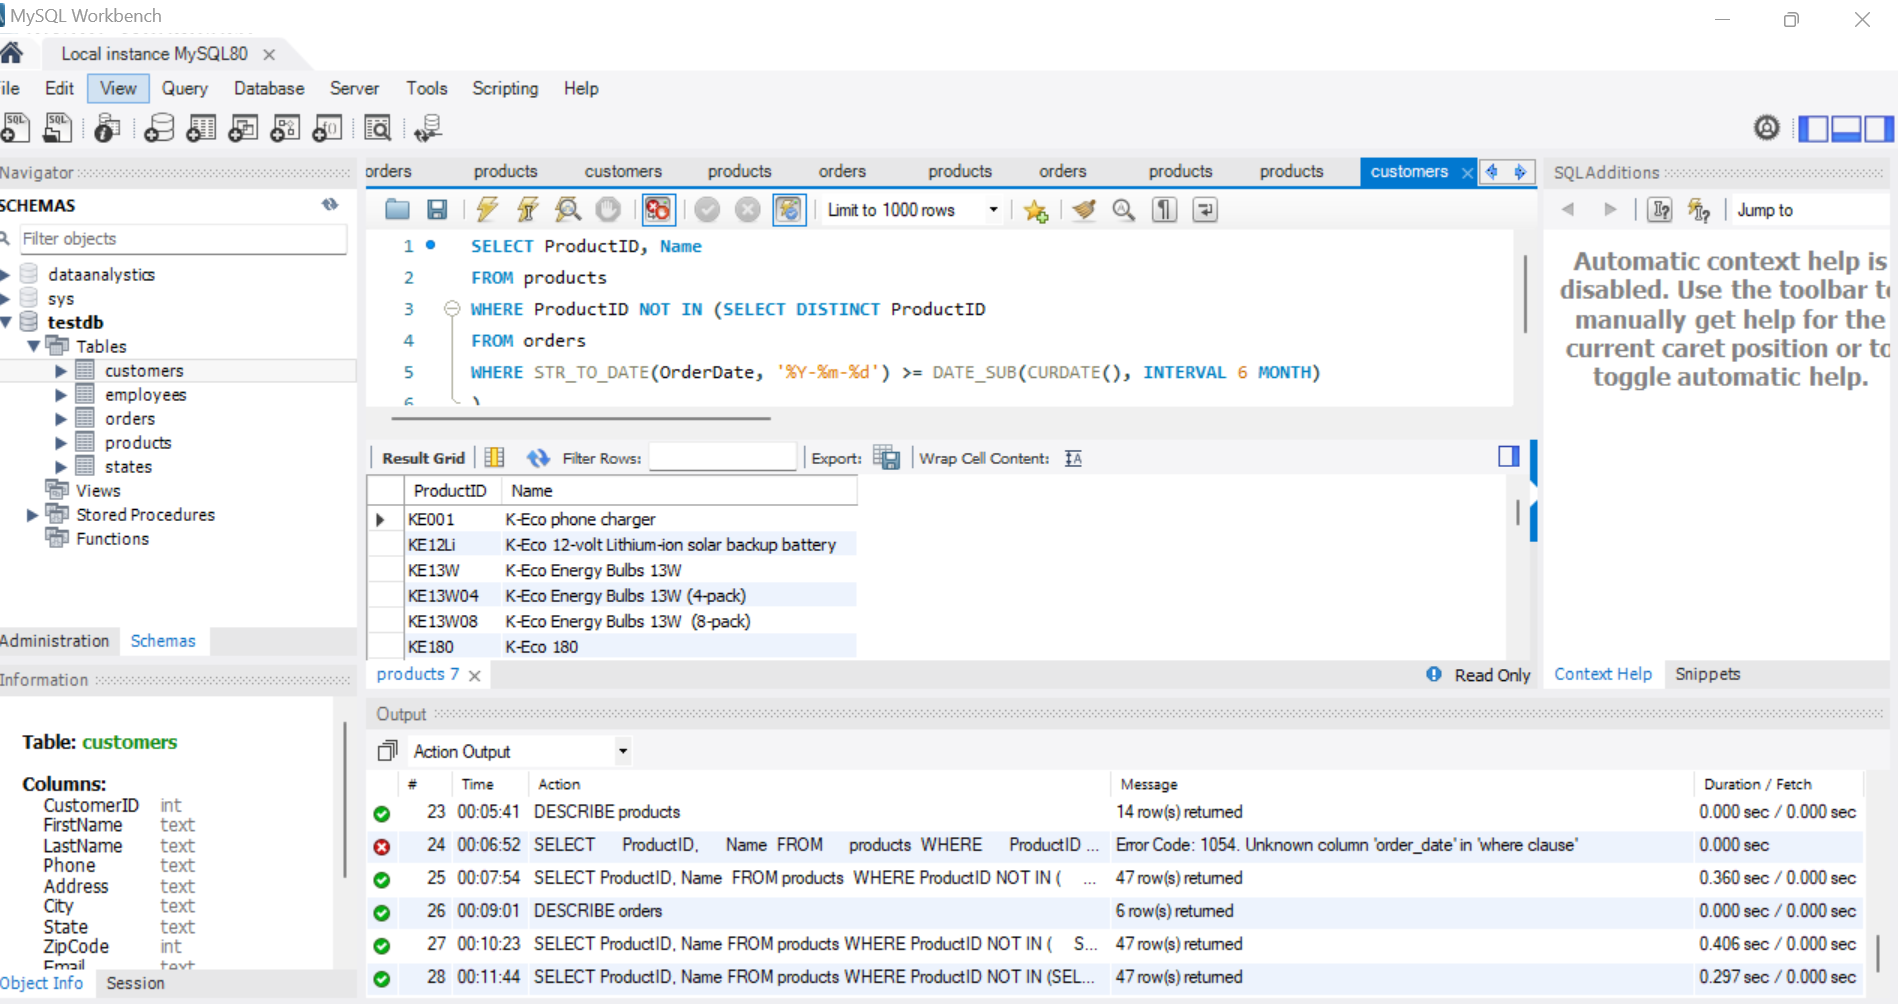 MySQL Workbench
Local instance MySQL80
ile Edit View Query Database Server Tools Scripting Help
Navigator
SCHEMAS
Filter objects
dataanalystics
sys
testdb
Tables
customers
employees
orders
products
states
Views
Stored Procedures
Functions
Administration Schemas
Information
Table: customers
Columns:
CustomerID int
FirstName text
LastName text
Phone text
Address text
City text
State text
ZipCode int
Email text
Object Info Session
orders products customers products orders products orders products products customers
Limit to 1000 rows
1 SELECT ProductID, Name
2 FROM products
3 WHERE ProductID NOT IN (SELECT DISTINCT ProductID
4 FROM orders
5 WHERE STR_TO_DATE(OrderDate, '%Y-%m-%d') >= DATE_SUB(CURDATE(), INTERVAL 6 MONTH)
6 )
Result Grid Filter Rows: Export: Wrap Cell Content:
ProductID Name
KE001 K-Eco phone charger
KE12Li K-Eco 12-volt Lithium-ion solar backup battery
KE13W K-Eco Energy Bulbs 13W
KE13W04 K-Eco Energy Bulbs 13W (4-pack)
KE13W08 K-Eco Energy Bulbs 13W (8-pack)
KE180 K-Eco 180
products 7 Read Only
SQLAdditions
Jump to
Automatic context help is
disabled. Use the toolbar to
manually get help for the
current caret position or to
toggle automatic help.
Context Help Snippets
Output
Action Output
# Time Action Message Duration / Fetch
23 00:05:41 DESCRIBE products 14 row(s) returned 0.000 sec / 0.000 sec
24 00:06:52 SELECT ProductID, Name FROM products WHERE ProductID ... Error Code: 1054. Unknown column 'order_date' in 'where clause' 0.000 sec
25 00:07:54 SELECT ProductID, Name FROM products WHERE ProductID NOT IN ( ... 47 row(s) returned 0.360 sec / 0.000 sec
26 00:09:01 DESCRIBE orders 6 row(s) returned 0.000 sec / 0.000 sec
27 00:10:23 SELECT ProductID, Name FROM products WHERE ProductID NOT IN ( S... 47 row(s) returned 0.406 sec / 0.000 sec
28 00:11:44 SELECT ProductID, Name FROM products WHERE ProductID NOT IN (SEL... 47 row(s) returned 0.297 sec / 0.000 sec